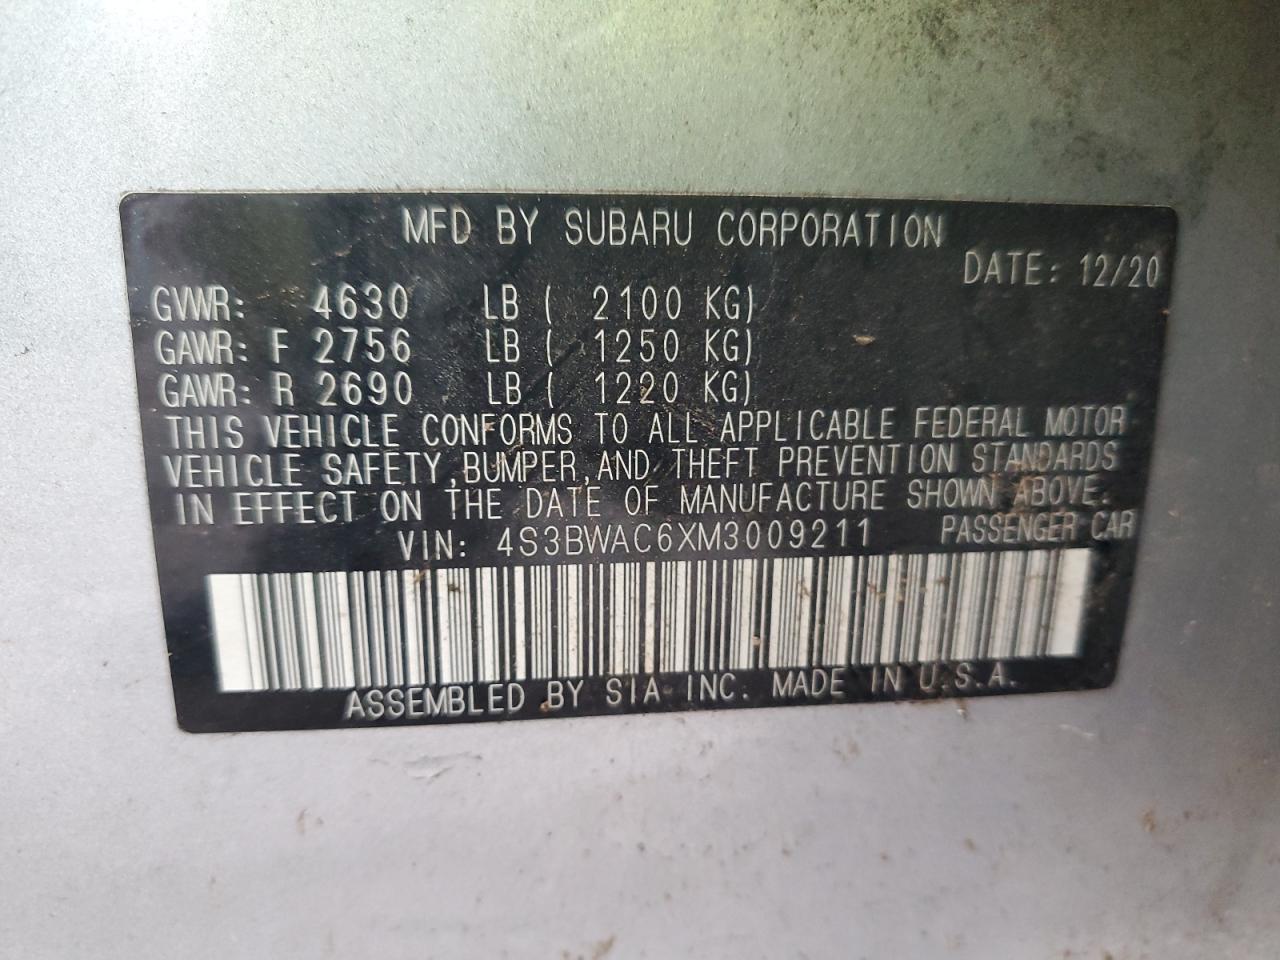 MFD BY SUBARU CORPORATION
DATE: 12/20
GVWR: 4630 LB ( 2100 KG)
GAWR: F 2756 LB ( 1250 KG)
GAWR: R 2690 LB ( 1220 KG)
THIS VEHICLE CONFORMS TO ALL APPLICABLE FEDERAL MOTOR
VEHICLE SAFETY,BUMPER,AND THEFT PREVENTION STANDARDS
IN EFFECT ON THE DATE OF MANUFACTURE SHOWN ABOVE.
VIN: 4S3BWAC6XM3009211 PASSENGER CAR
ASSEMBLED BY SIA INC. MADE IN U.S.A.